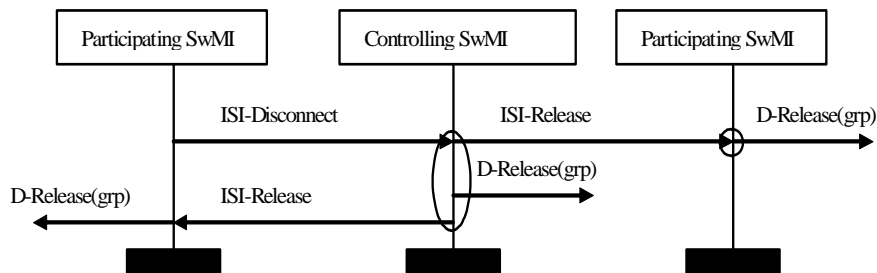 Participating SwMI
Controlling SwMI
Participating SwMI
ISI-Disconnect
ISI-Release
D-Release(grp)
D-Release(grp)
D-Release(grp)
ISI-Release